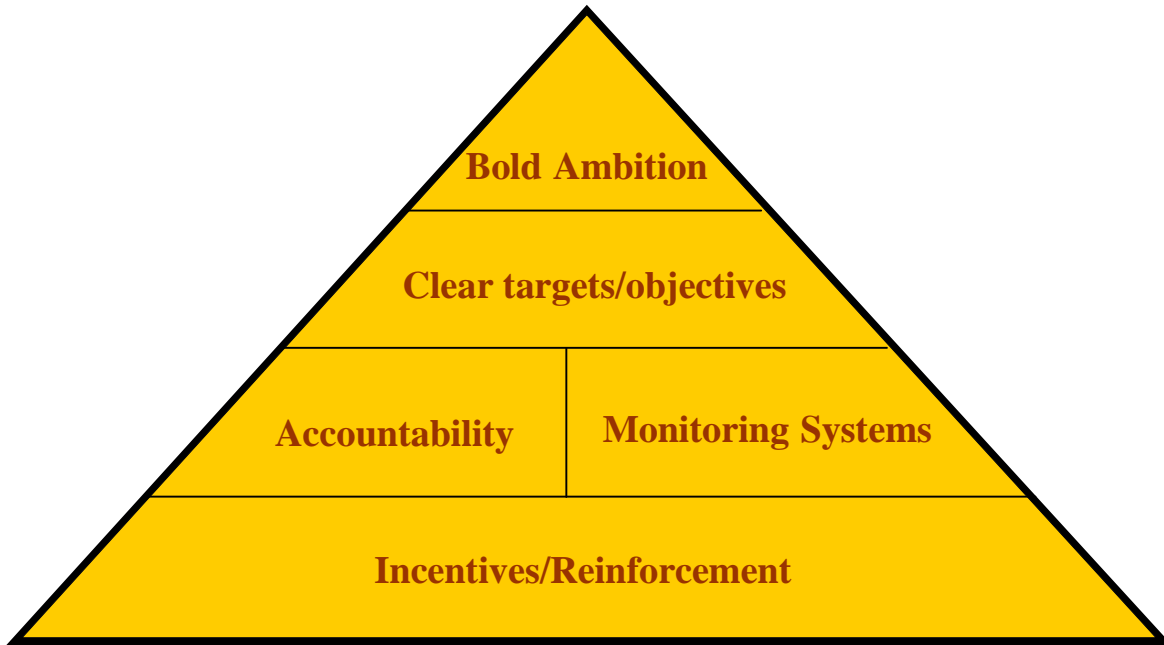 Bold Ambition
Clear targets/objectives
Accountability
Monitoring Systems
Incentives/Reinforcement